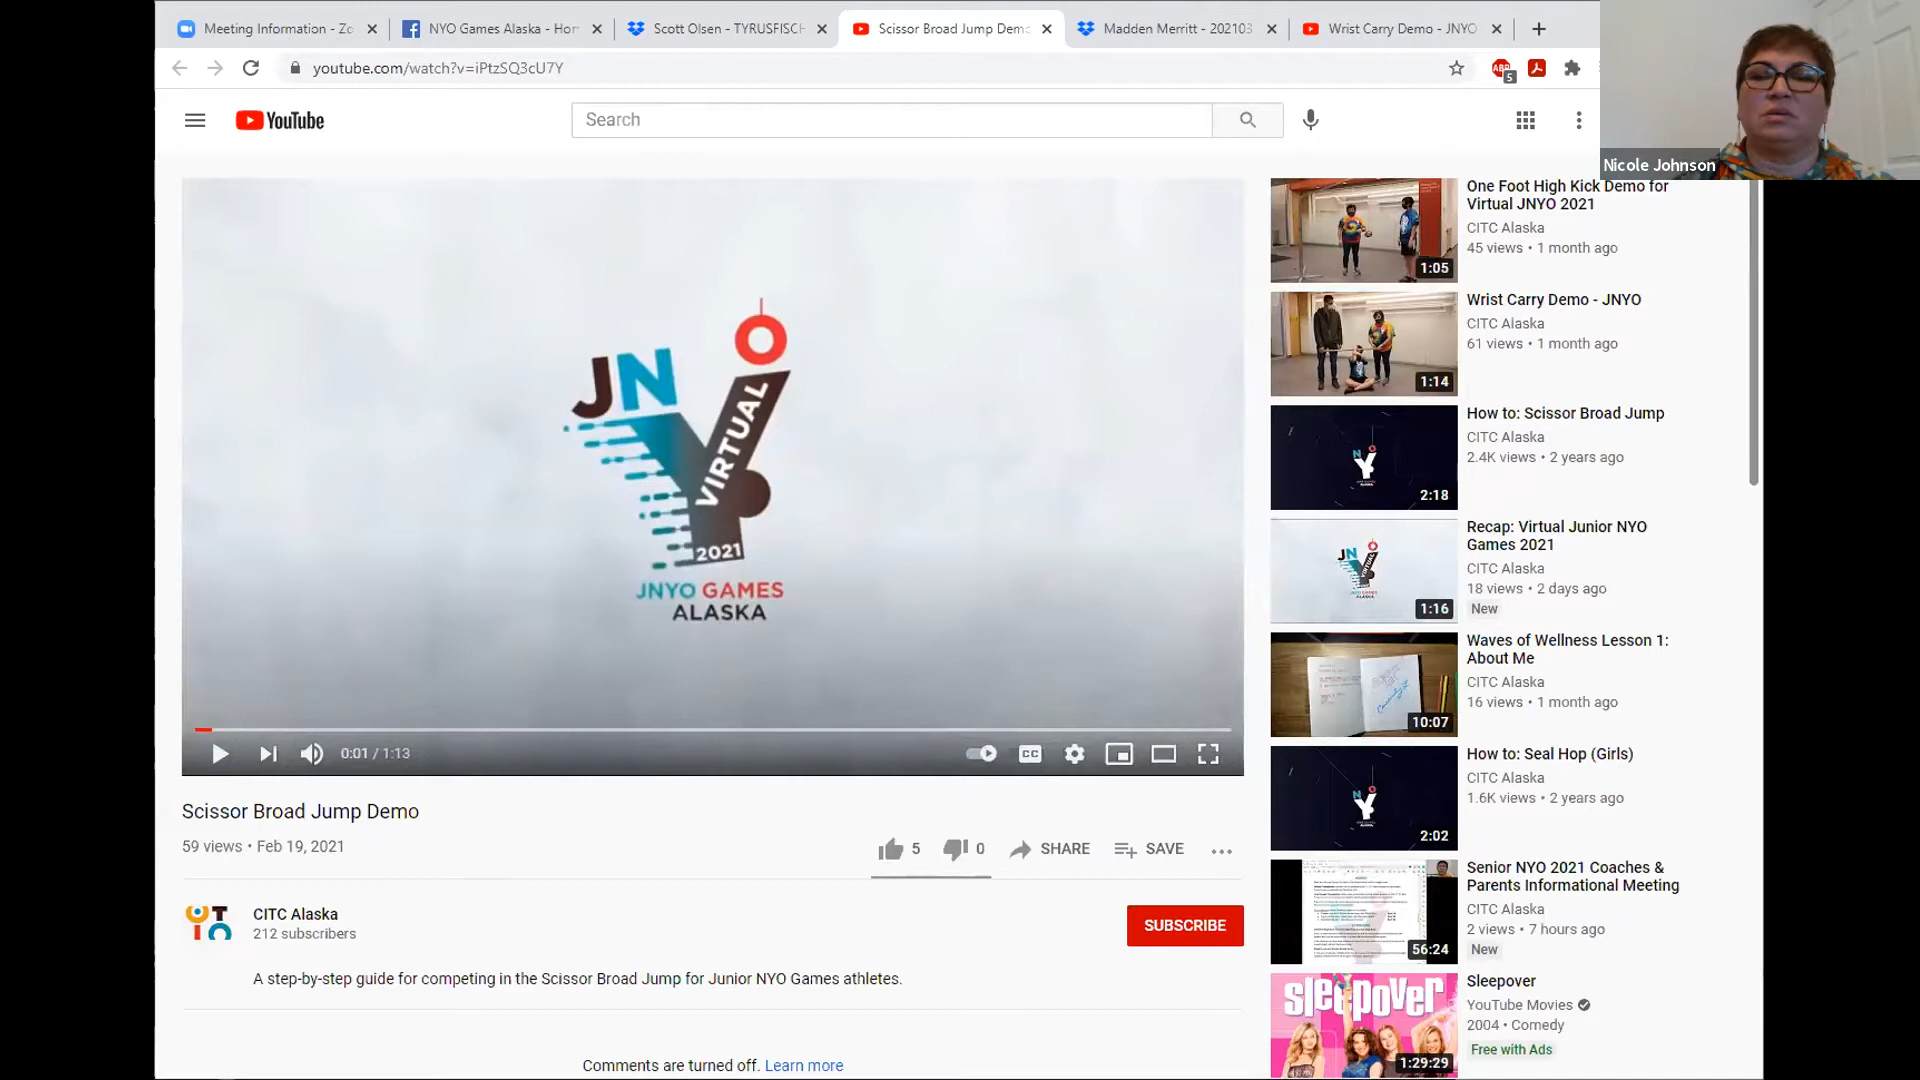 Meeting Information - Zo
NYO Games Alaska - Hom
Scott Olsen - TYRUSFISCH
Scissor Broad Jump Demo
Madden Merritt - 202103
Wrist Carry Demo - JNYO
youtube.com/watch?v=iPtzSQ3cU7Y
ABP
5
YouTube
Search
Nicole Johnson
JNYO
VIRTUAL
2021
JNYO GAMES
ALASKA
0:01 / 1:13
CC
Scissor Broad Jump Demo
59 views • Feb 19, 2021
5
0
SHARE
SAVE
CITC Alaska
212 subscribers
SUBSCRIBE
A step-by-step guide for competing in the Scissor Broad Jump for Junior NYO Games athletes.
Comments are turned off. Learn more
One Foot High Kick Demo for
Virtual JNYO 2021
CITC Alaska
45 views • 1 month ago
1:05
Wrist Carry Demo - JNYO
CITC Alaska
61 views • 1 month ago
1:14
How to: Scissor Broad Jump
CITC Alaska
2.4K views • 2 years ago
2:18
Recap: Virtual Junior NYO
Games 2021
CITC Alaska
18 views • 2 days ago
New
1:16
Waves of Wellness Lesson 1:
About Me
CITC Alaska
16 views • 1 month ago
10:07
How to: Seal Hop (Girls)
CITC Alaska
1.6K views • 2 years ago
2:02
Senior NYO 2021 Coaches &
Parents Informational Meeting
CITC Alaska
2 views • 7 hours ago
New
56:24
Sleepover
YouTube Movies
2004 • Comedy
Free with Ads
sleepover
1:29:29